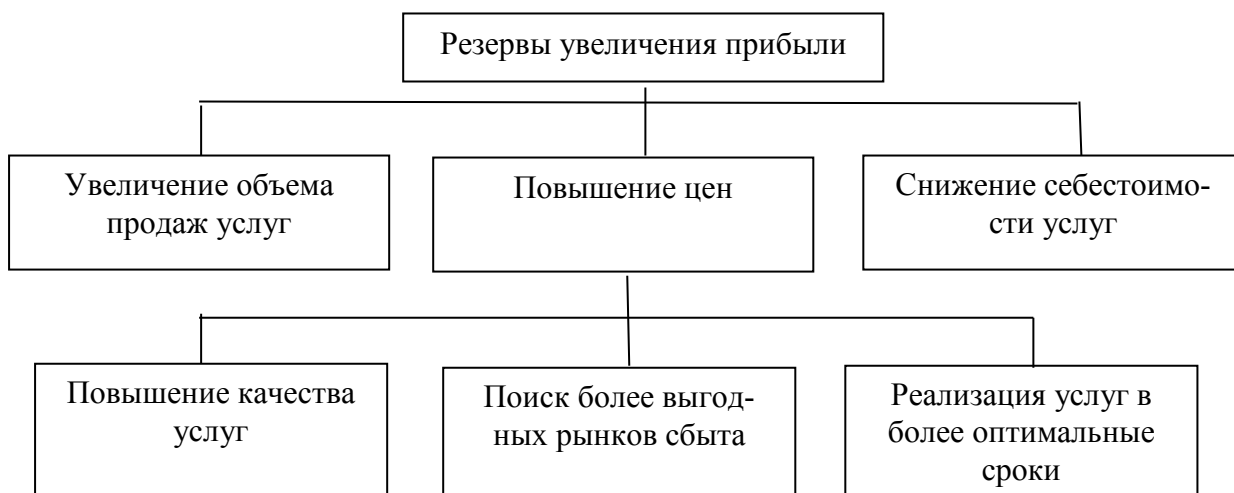 Резервы увеличения прибыли
Увеличение объема
продаж услуг
Повышение цен
Снижение себестоимо-
сти услуг
Повышение качества
услуг
Поиск более выгод-
ных рынков сбыта
Реализация услуг в
более оптимальные
сроки